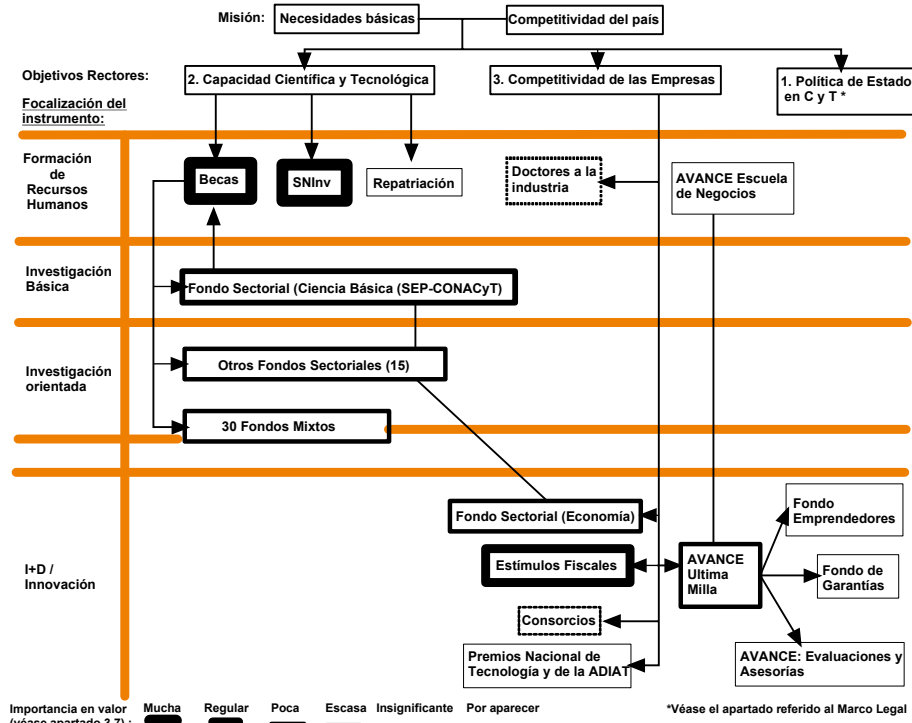 Misión:
Necesidades básicas
Competitividad del país
Objetivos Rectores:
2. Capacidad Científica y Tecnológica
3. Competitividad de las Empresas
1. Política de Estado
en C y T *
Focalización del
instrumento:
Formación
de
Recursos
Humanos
Becas
SNInv
Repatriación
Doctores a la
industria
AVANCE Escuela
de Negocios
Investigación
Básica
Fondo Sectorial (Ciencia Básica (SEP-CONACyT)
Investigación
orientada
Otros Fondos Sectoriales (15)
30 Fondos Mixtos
I+D /
Innovación
Fondo Sectorial (Economía)
Estímulos Fiscales
AVANCE
Ultima
Milla
Fondo
Emprendedores
Fondo de
Garantías
Consorcios
Premios Nacional de
Tecnología y de la ADIAT
AVANCE: Evaluaciones y
Asesorías
Importancia en valor Mucha Regular Poca Escasa Insignificante Por aparecer
(véase apartado 3.7) :
*Véase el apartado referido al Marco Legal